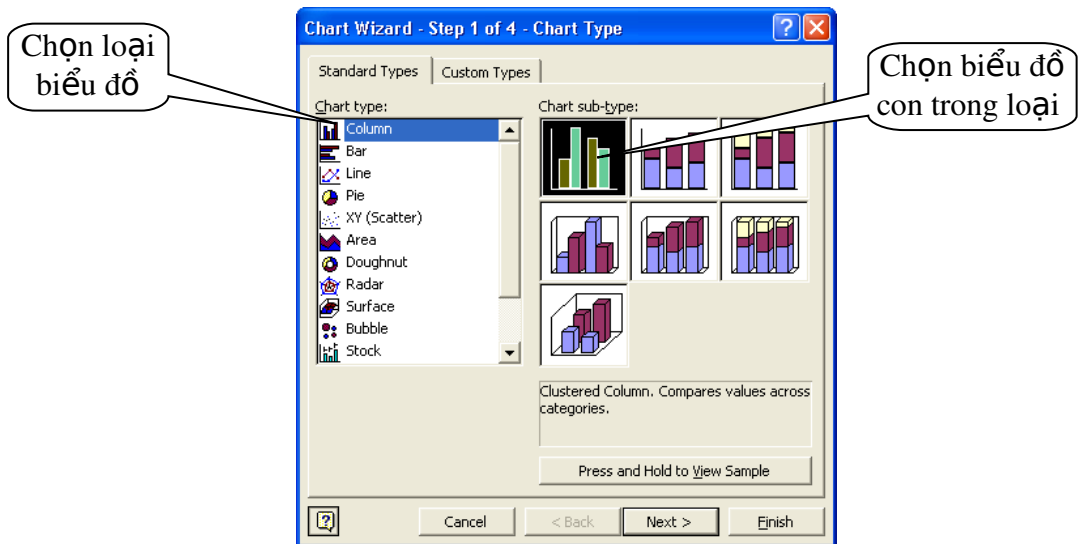 Chart Wizard - Step 1 of 4 - Chart Type
Chọn loại
biểu đồ
Chọn biểu đồ
con trong loại
Standard Types
Custom Types
Chart type:
Column
Bar
Line
Pie
XY (Scatter)
Area
Doughnut
Radar
Surface
Bubble
Stock
Chart sub-type:
Clustered Column. Compares values across
categories.
Press and Hold to View Sample
Cancel
< Back
Next >
Finish